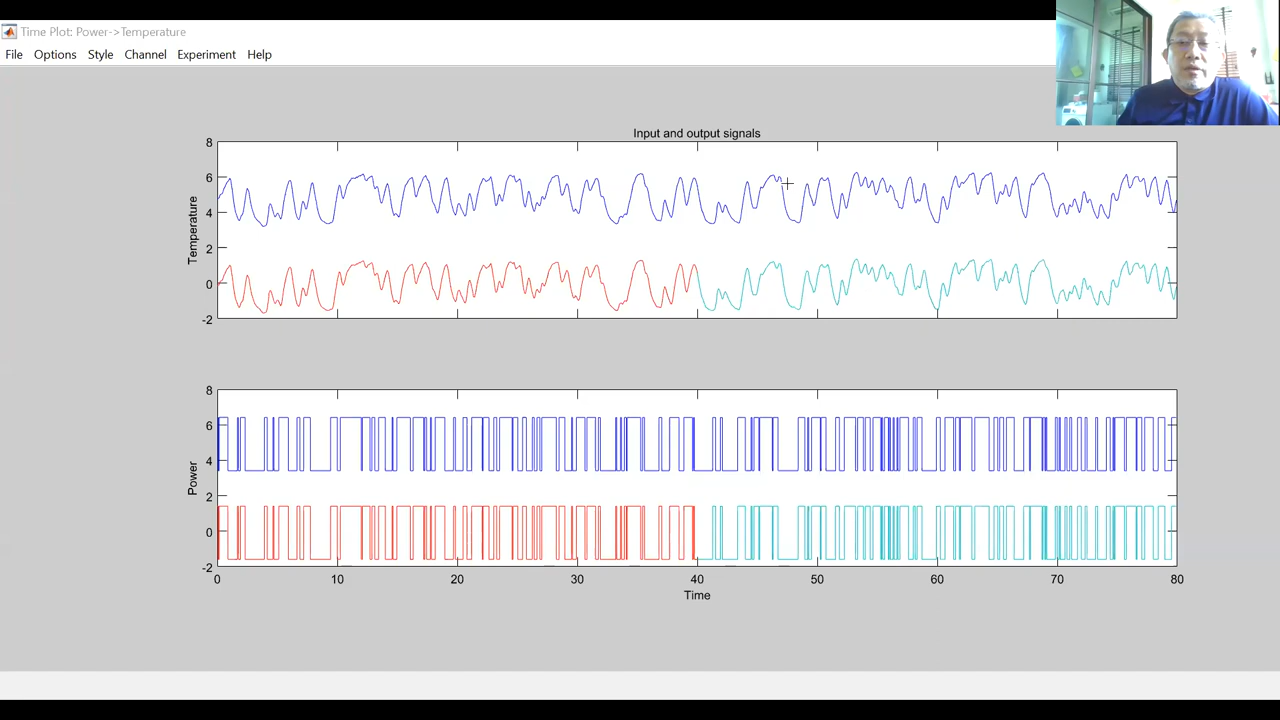 Time Plot: Power->Temperature
File Options Style Channel Experiment Help
Input and output signals
8
6
4
2
0
-2
Temperature
8
6
4
2
0
-2
Power
0 10 20 30 40 50 60 70 80
Time